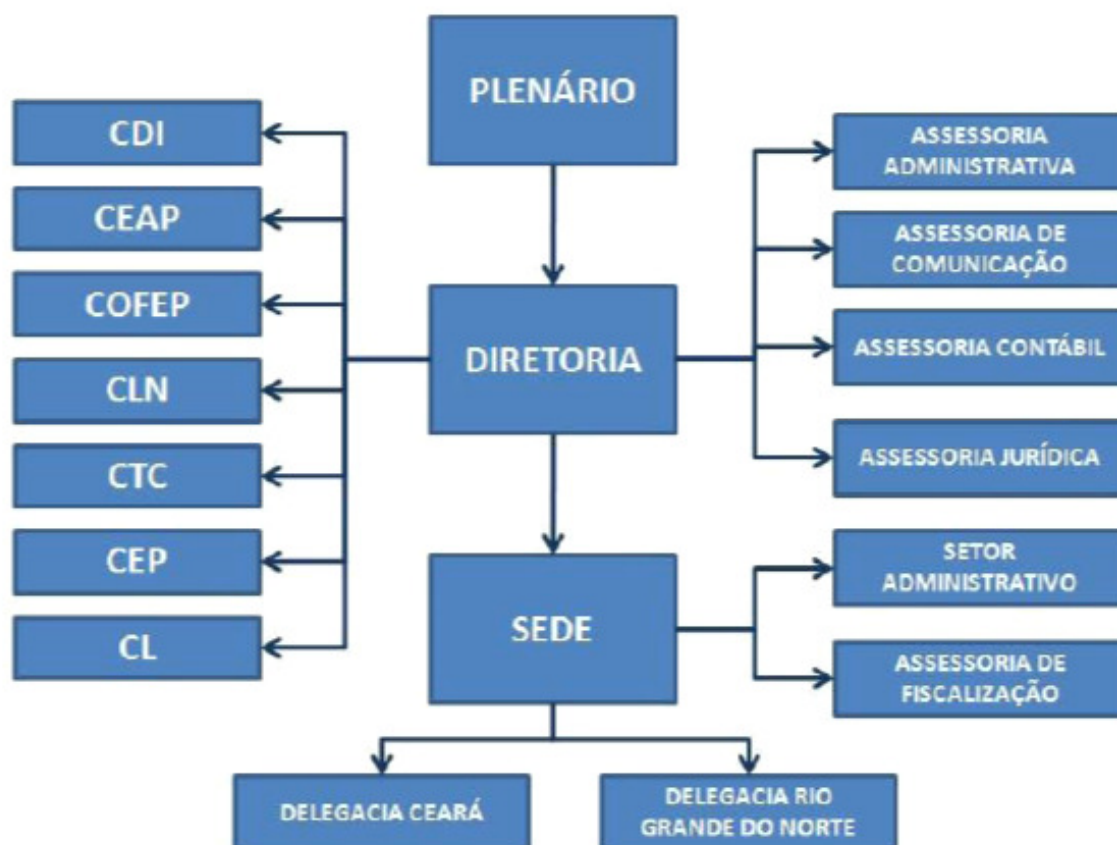 PLENÁRIO
CDI
CEAP
COFEP
CLN
CTC
CEP
CL
DIRETORIA
SEDE
ASSESSORIA
ADMINISTRATIVA
ASSESSORIA DE
COMUNICAÇÃO
ASSESSORIA CONTÁBIL
ASSESSORIA JURÍDICA
SETOR
ADMINISTRATIVO
ASSESSORIA DE
FISCALIZAÇÃO
DELEGACIA CEARÁ
DELEGACIA RIO
GRANDE DO NORTE